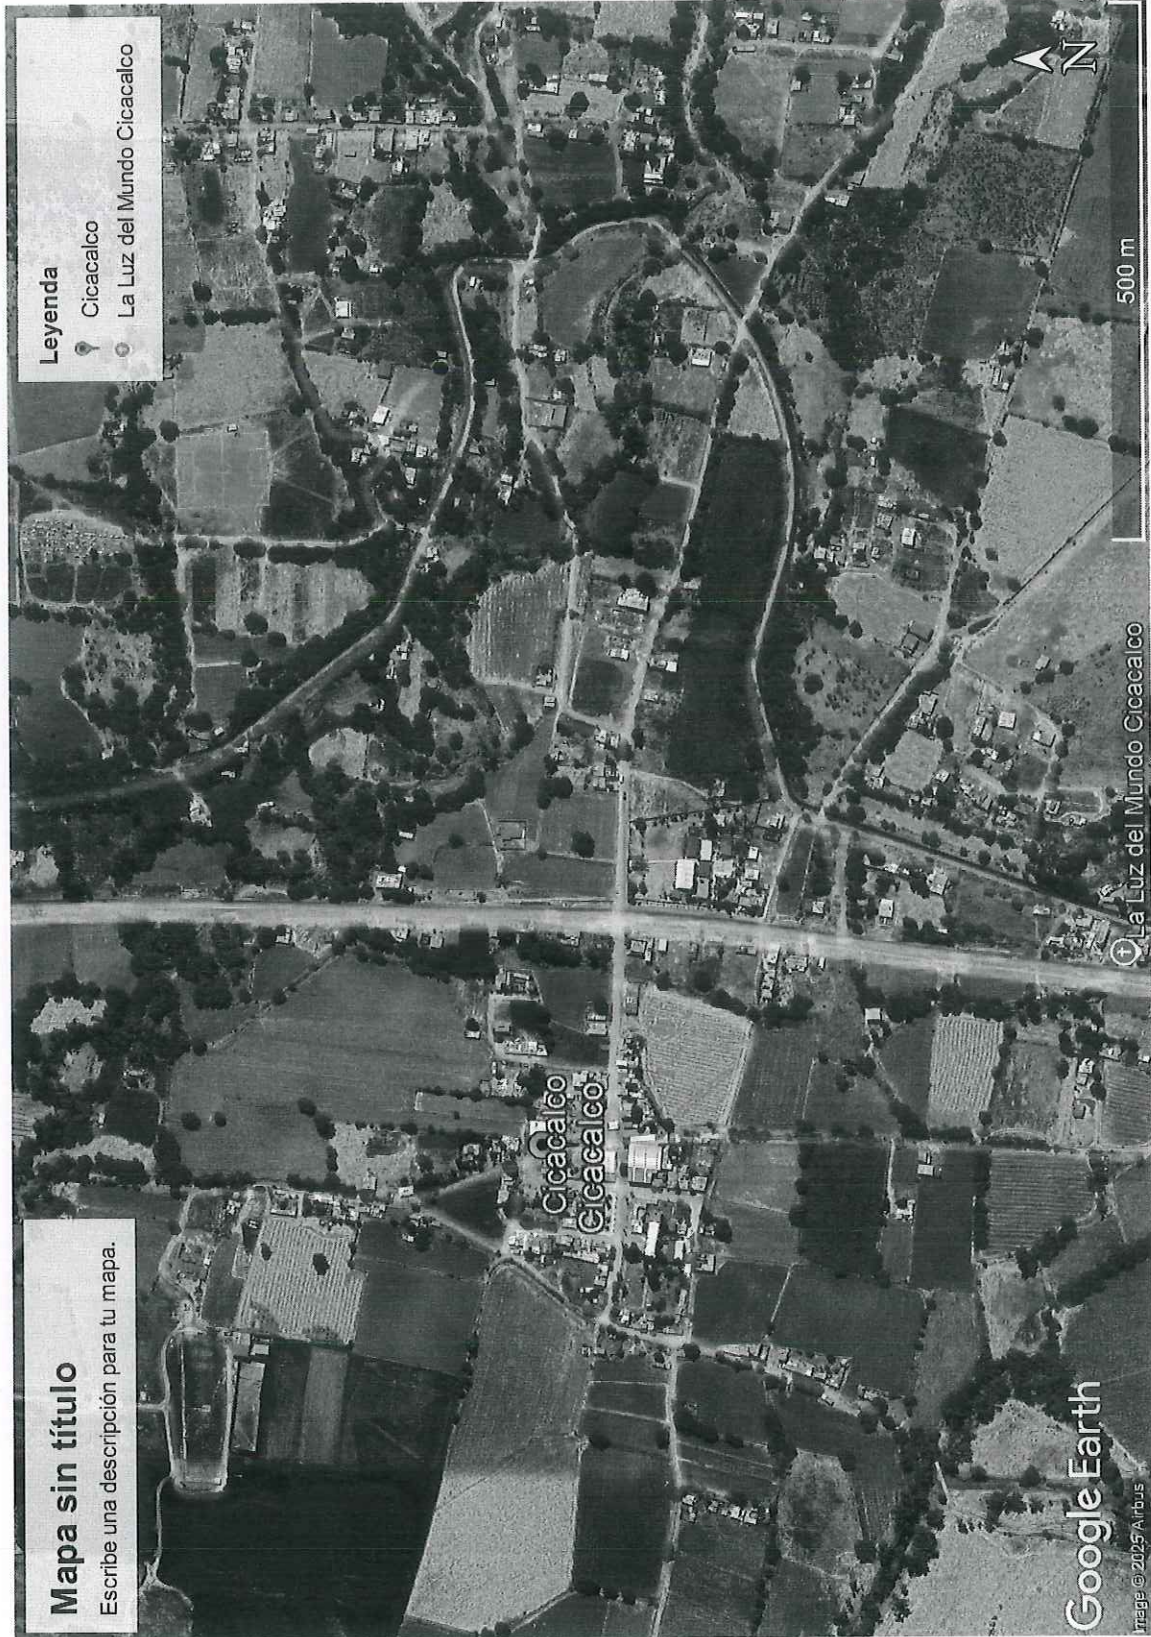 Mapa sin título
Escribe una descripción para tu mapa.
Leyenda
Cicacalco
La Luz del Mundo Cicacalco
Cicacalco
Cicacalco
La Luz del Mundo Cicacalco
Google Earth
Image © 2025 Airbus
500 m
N